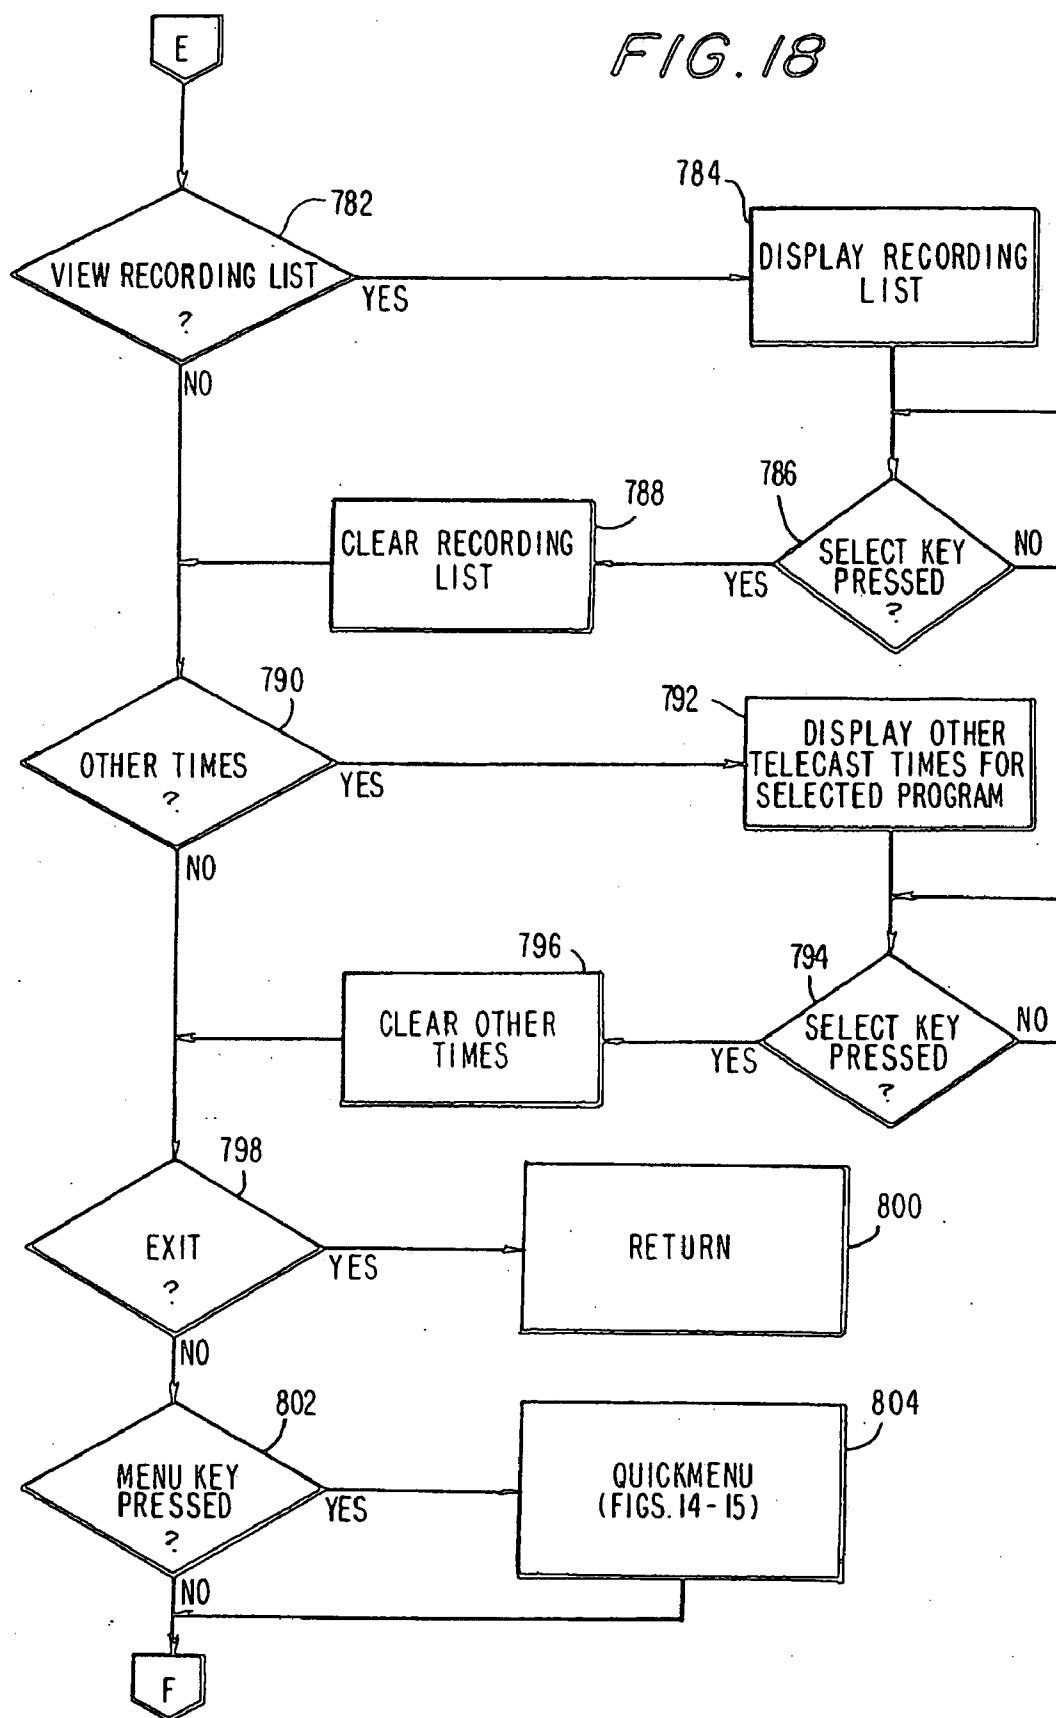 FIG. 18
E
782
VIEW RECORDING LIST
?
YES
NO
784
DISPLAY RECORDING
LIST
786
SELECT KEY
PRESSED
?
NO
YES
788
CLEAR RECORDING
LIST
790
OTHER TIMES
?
YES
NO
792
DISPLAY OTHER
TELECAST TIMES FOR
SELECTED PROGRAM
794
SELECT KEY
PRESSED
?
NO
YES
796
CLEAR OTHER
TIMES
798
EXIT
?
YES
NO
800
RETURN
802
MENU KEY
PRESSED
?
YES
NO
804
QUICKMENU
(FIGS. 14-15)
F